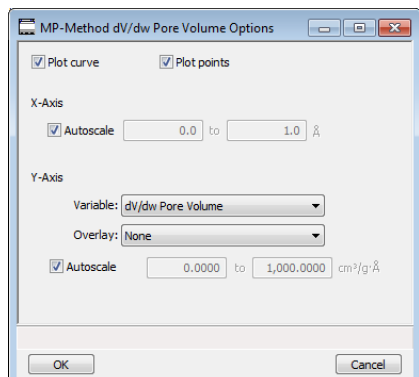 MP-Method dV/dw Pore Volume Options
Plot curve Plot points
X-Axis
Autoscale 0.0 to 1.0 Å
Y-Axis
Variable: dV/dw Pore Volume
Overlay: None
Autoscale 0.0000 to 1,000.0000 cm³/g·Å
OK Cancel